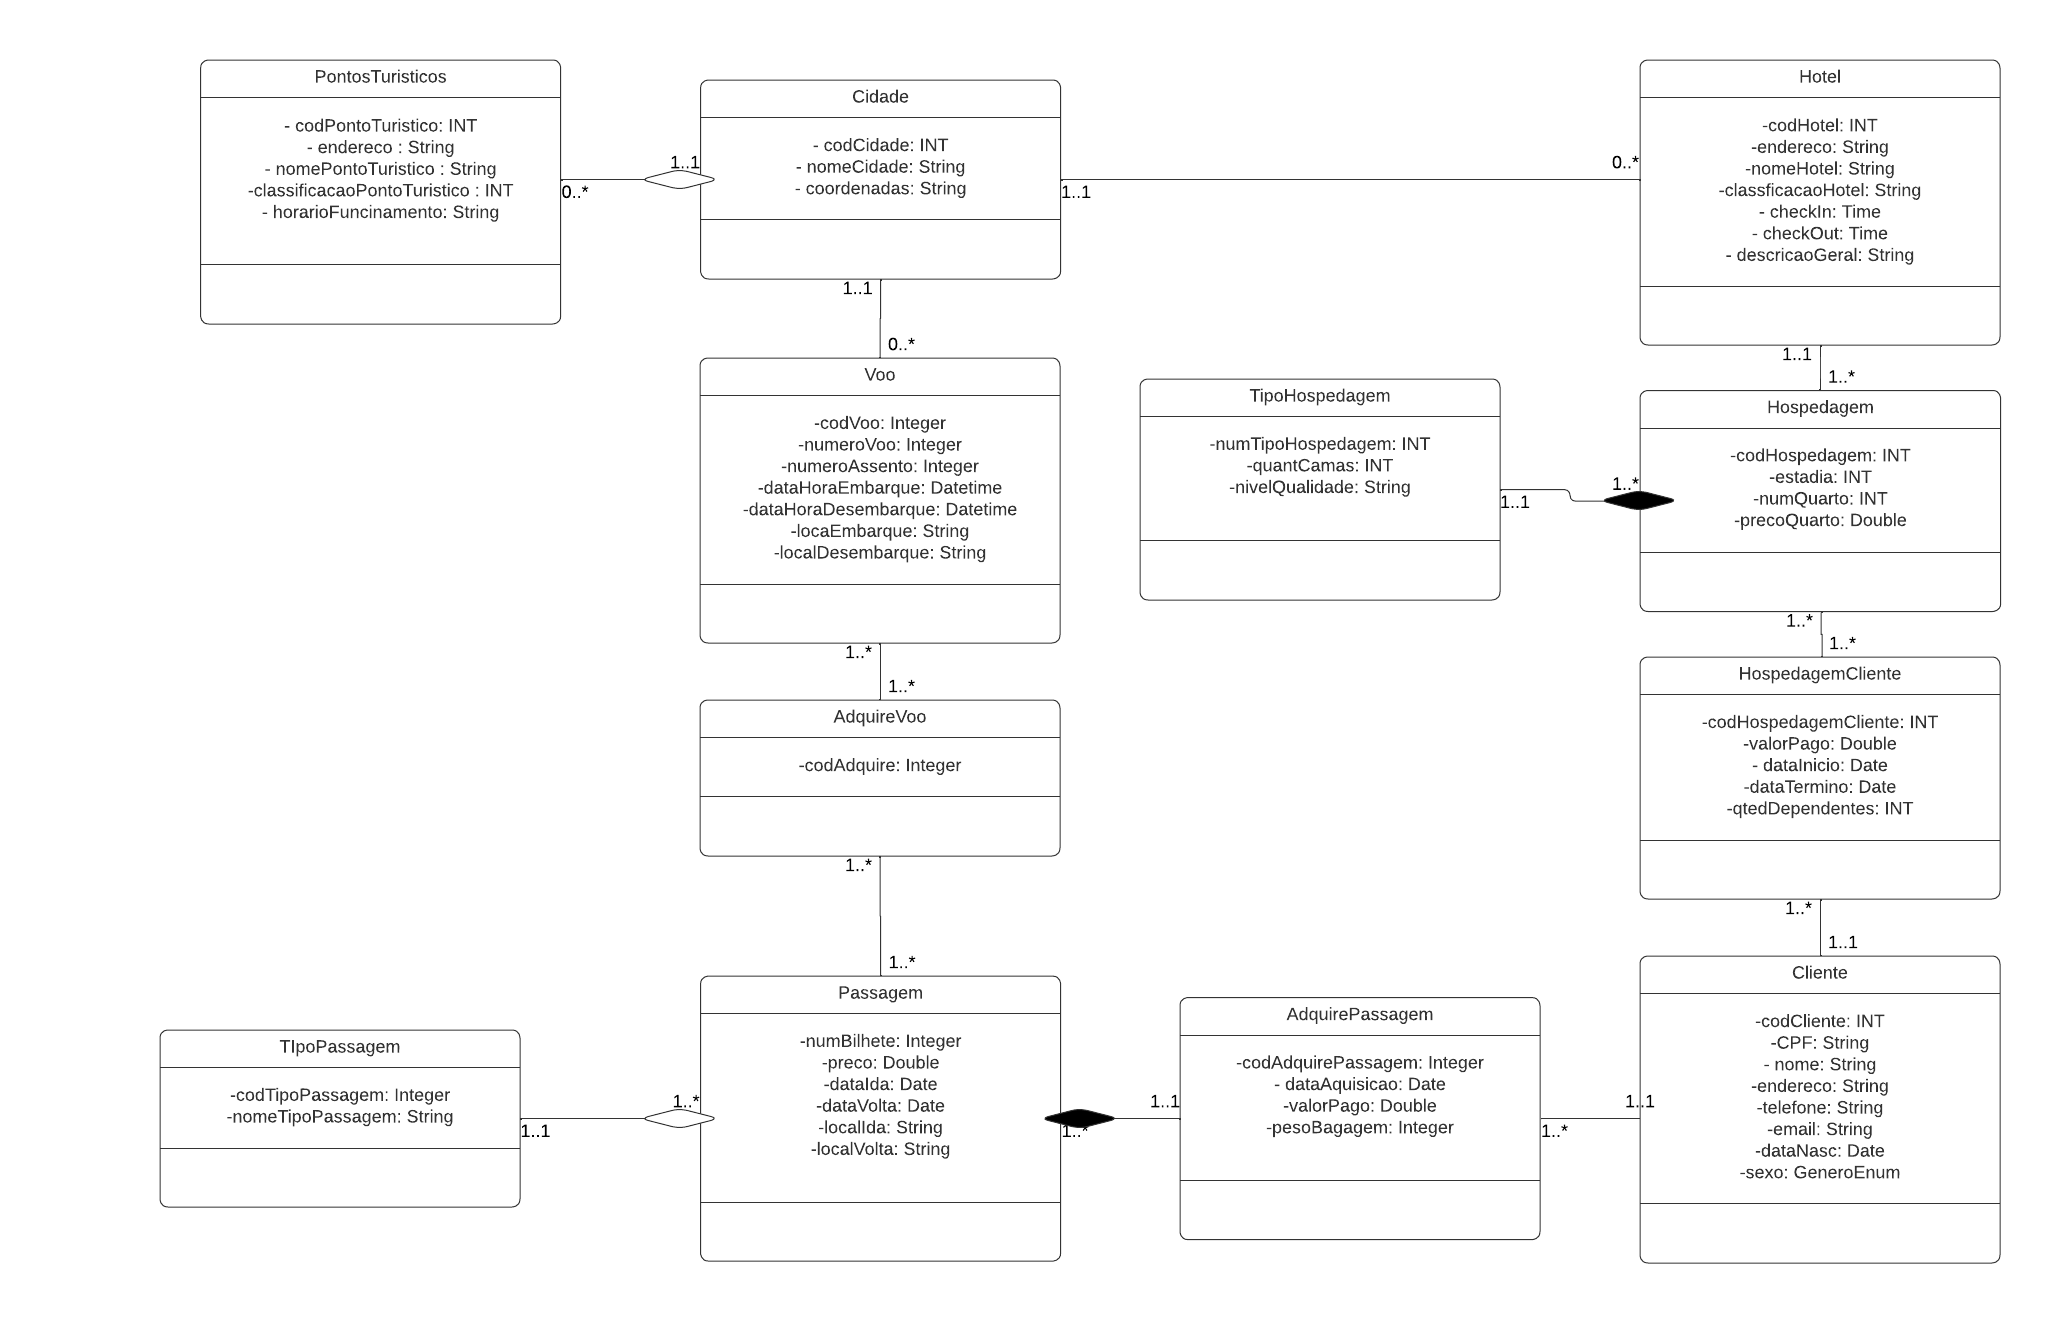 PontosTuristicos
- codPontoTuristico: INT
- endereco : String
- nomePontoTuristico : String
-classificacaoPontoTuristico : INT
- horarioFuncinamento: String
0..*
1..1
Cidade
- codCidade: INT
- nomeCidade: String
- coordenadas: String
1..1
0..*
Hotel
-codHotel: INT
-endereco: String
-nomeHotel: String
-classficacaoHotel: String
- checkIn: Time
- checkOut: Time
- descricaoGeral: String
1..1
0..*
Voo
-codVoo: Integer
-numeroVoo: Integer
-numeroAssento: Integer
-dataHoraEmbarque: Datetime
-dataHoraDesembarque: Datetime
-locaEmbarque: String
-localDesembarque: String
TipoHospedagem
-numTipoHospedagem: INT
-quantCamas: INT
-nivelQualidade: String
1..1
1..*
1..1
1..*
Hospedagem
-codHospedagem: INT
-estadia: INT
-numQuarto: INT
-precoQuarto: Double
1..*
1..*
HospedagemCliente
-codHospedagemCliente: INT
-valorPago: Double
- dataInicio: Date
-dataTermino: Date
-qtedDependentes: INT
1..*
1..*
AdquireVoo
-codAdquire: Integer
1..*
1..*
1..*
1..1
TIpoPassagem
-codTipoPassagem: Integer
-nomeTipoPassagem: String
1..1
1..*
Passagem
-numBilhete: Integer
-preco: Double
-dataIda: Date
-dataVolta: Date
-localIda: String
-localVolta: String
1..*
1..1
AdquirePassagem
-codAdquirePassagem: Integer
- dataAquisicao: Date
-valorPago: Double
-pesoBagagem: Integer
1..*
1..1
Cliente
-codCliente: INT
-CPF: String
- nome: String
-endereco: String
-telefone: String
-email: String
-dataNasc: Date
-sexo: GeneroEnum